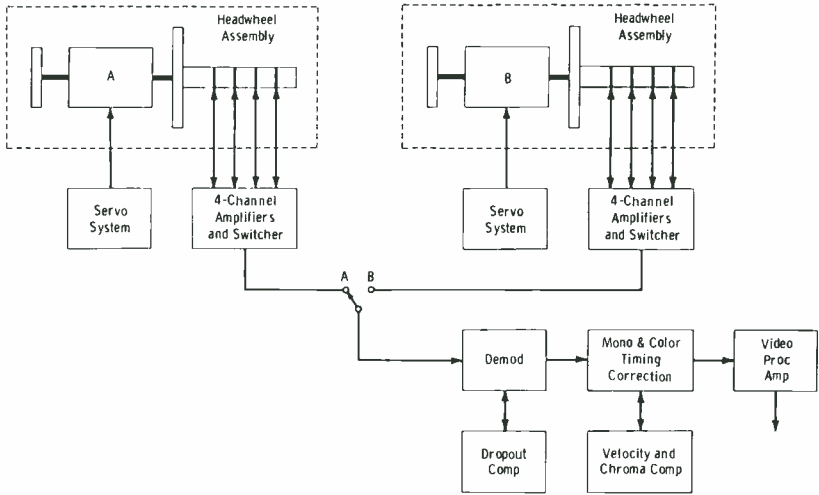 Headwheel
Assembly
A
Headwheel
Assembly
B
Servo
System
4-Channel
Amplifiers
and Switcher
Servo
System
4-Channel
Amplifiers
and Switcher
A
B
Demod
Mono & Color
Timing
Correction
Video
Proc
Amp
Dropout
Comp
Velocity and
Chroma Comp